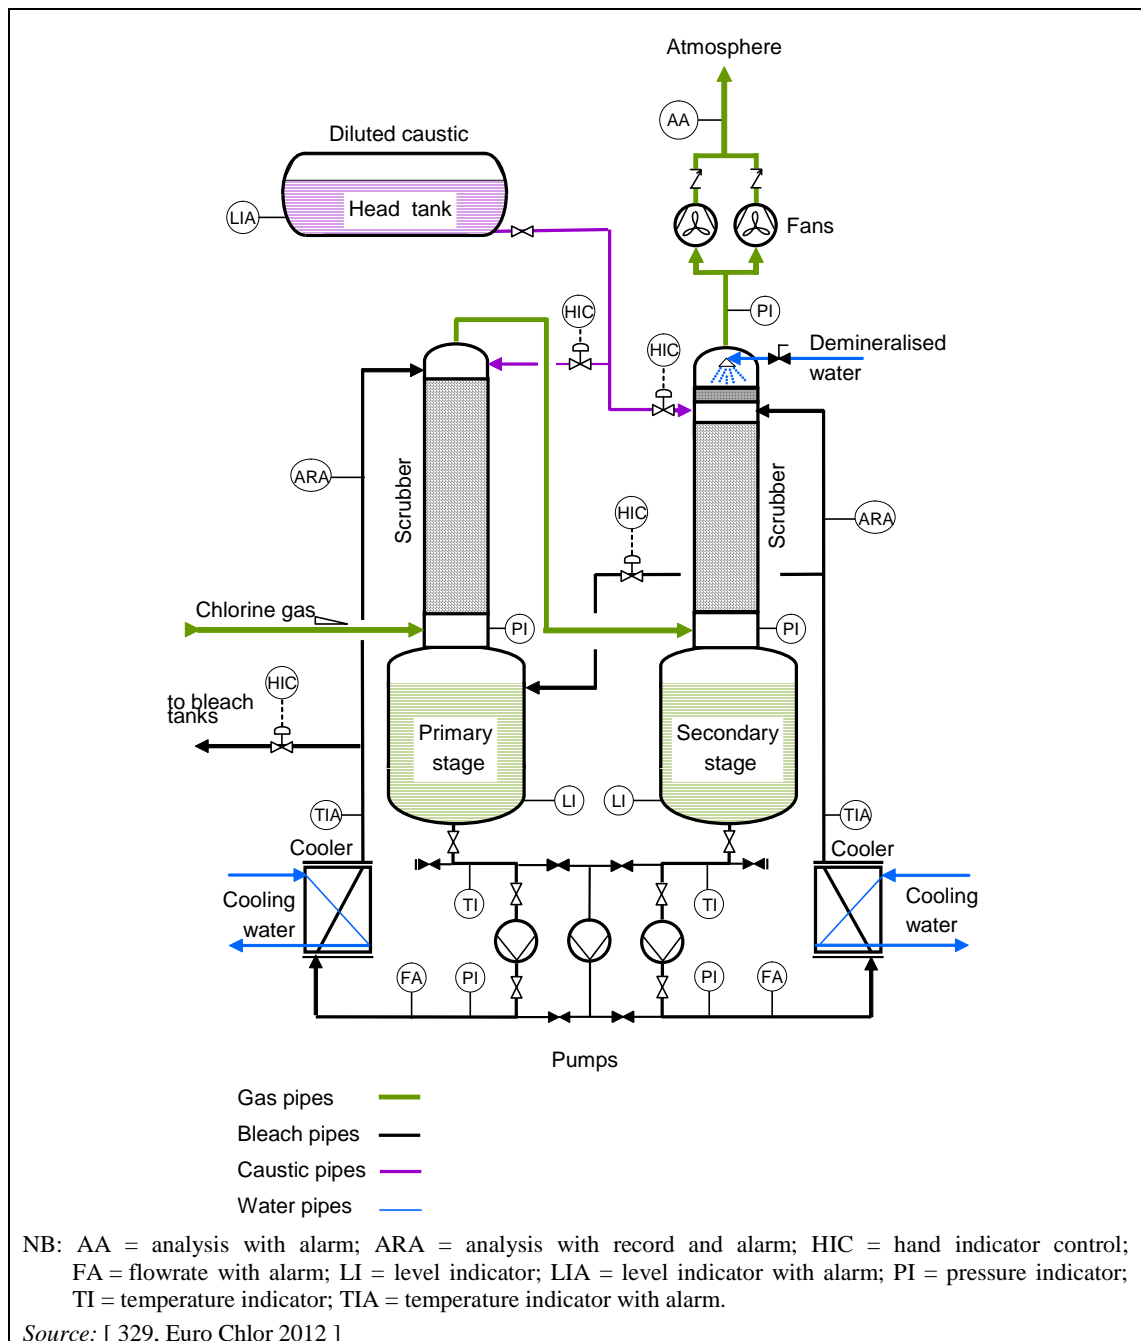 Atmosphere
AA
Diluted caustic
Head tank
LIA
Fans
PI
HIC
HIC
Demineralised
water
ARA
Scrubber
HIC
Scrubber
ARA
Chlorine gas
PI
PI
HIC
to bleach
tanks
Primary
stage
Secondary
stage
LI
LI
TIA
TIA
Cooler
Cooler
Cooling
water
TI
TI
Cooling
water
FA
PI
PI
FA
Pumps
Gas pipes
Bleach pipes
Caustic pipes
Water pipes
NB: AA = analysis with alarm; ARA = analysis with record and alarm; HIC = hand indicator control;
FA = flowrate with alarm; LI = level indicator; LIA = level indicator with alarm; PI = pressure indicator;
TI = temperature indicator; TIA = temperature indicator with alarm.
Source: [ 329, Euro Chlor 2012 ]